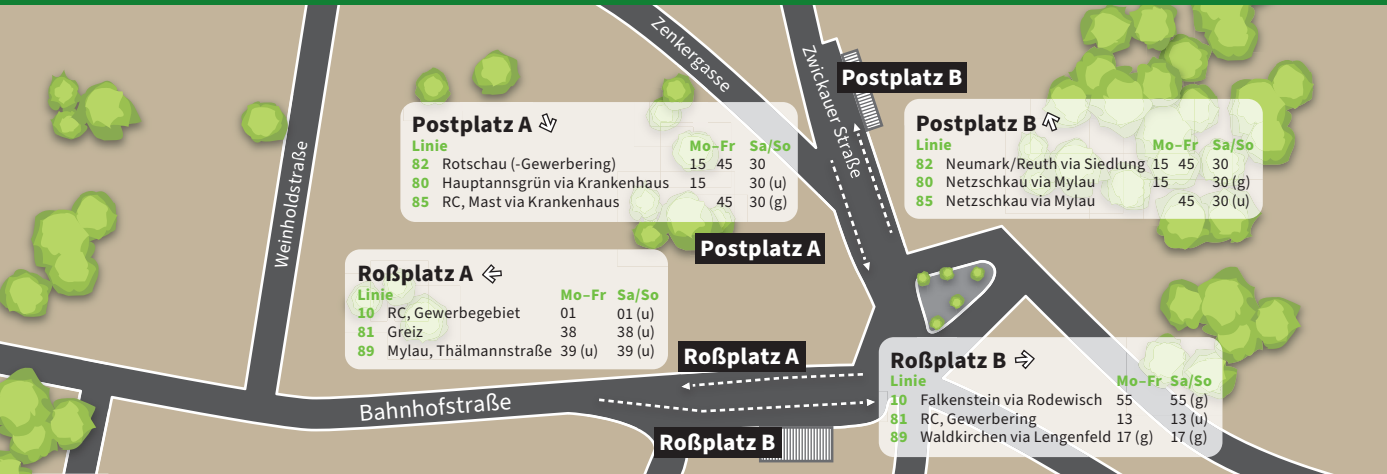 Zenkergasse
Zwickauer Straße
Weinholdstraße
Bahnhofstraße
Postplatz B
Postplatz A
Linie Mo–Fr Sa/So
82 Rotschau (-Gewerbering) 15 45 30
80 Hauptannsgrün via Krankenhaus 15 30 (u)
85 RC, Mast via Krankenhaus 45 30 (g)
Postplatz B
Linie Mo–Fr Sa/So
82 Neumark/Reuth via Siedlung 15 45 30
80 Netzschkau via Mylau 15 30 (g)
85 Netzschkau via Mylau 45 30 (u)
Postplatz A
Roßplatz A
Linie Mo–Fr Sa/So
10 RC, Gewerbegebiet 01 01 (u)
81 Greiz 38 38 (u)
89 Mylau, Thälmannstraße 39 (u) 39 (u)
Roßplatz A
Roßplatz B
Linie Mo–Fr Sa/So
10 Falkenstein via Rodewisch 55 55 (g)
81 RC, Gewerbering 13 13 (u)
89 Waldkirchen via Lengenfeld 17 (g) 17 (g)
Roßplatz B